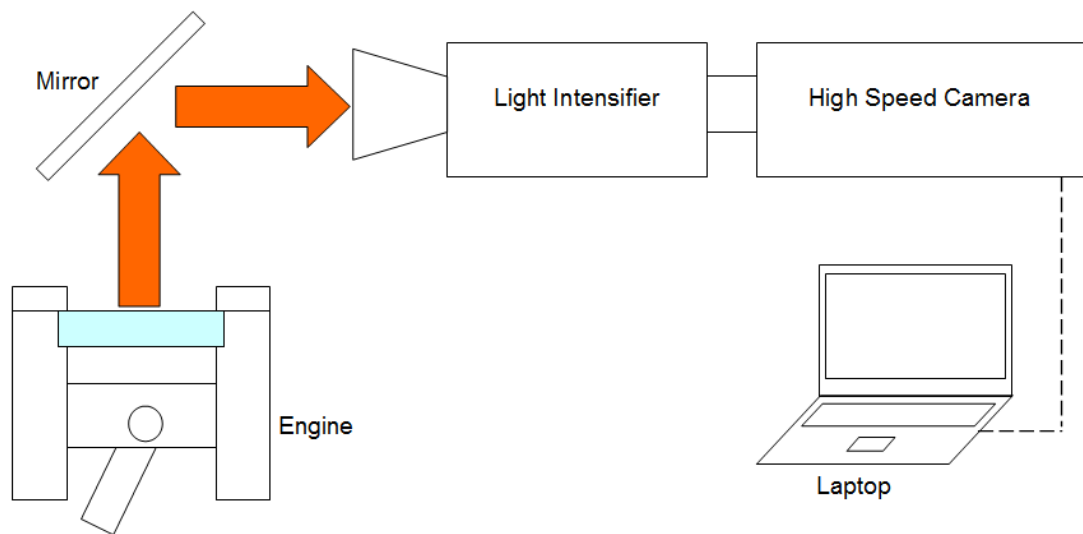 Mirror
Light Intensifier
High Speed Camera
Engine
Laptop